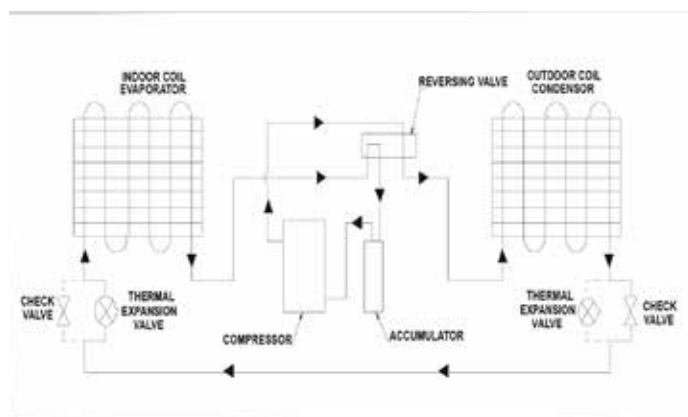 INDOOR COIL
EVAPORATOR
REVERSING VALVE
OUTDOOR COIL
CONDENSOR
CHECK
VALVE
THERMAL
EXPANSION
VALVE
COMPRESSOR
ACCUMULATOR
THERMAL
EXPANSION
VALVE
CHECK
VALVE